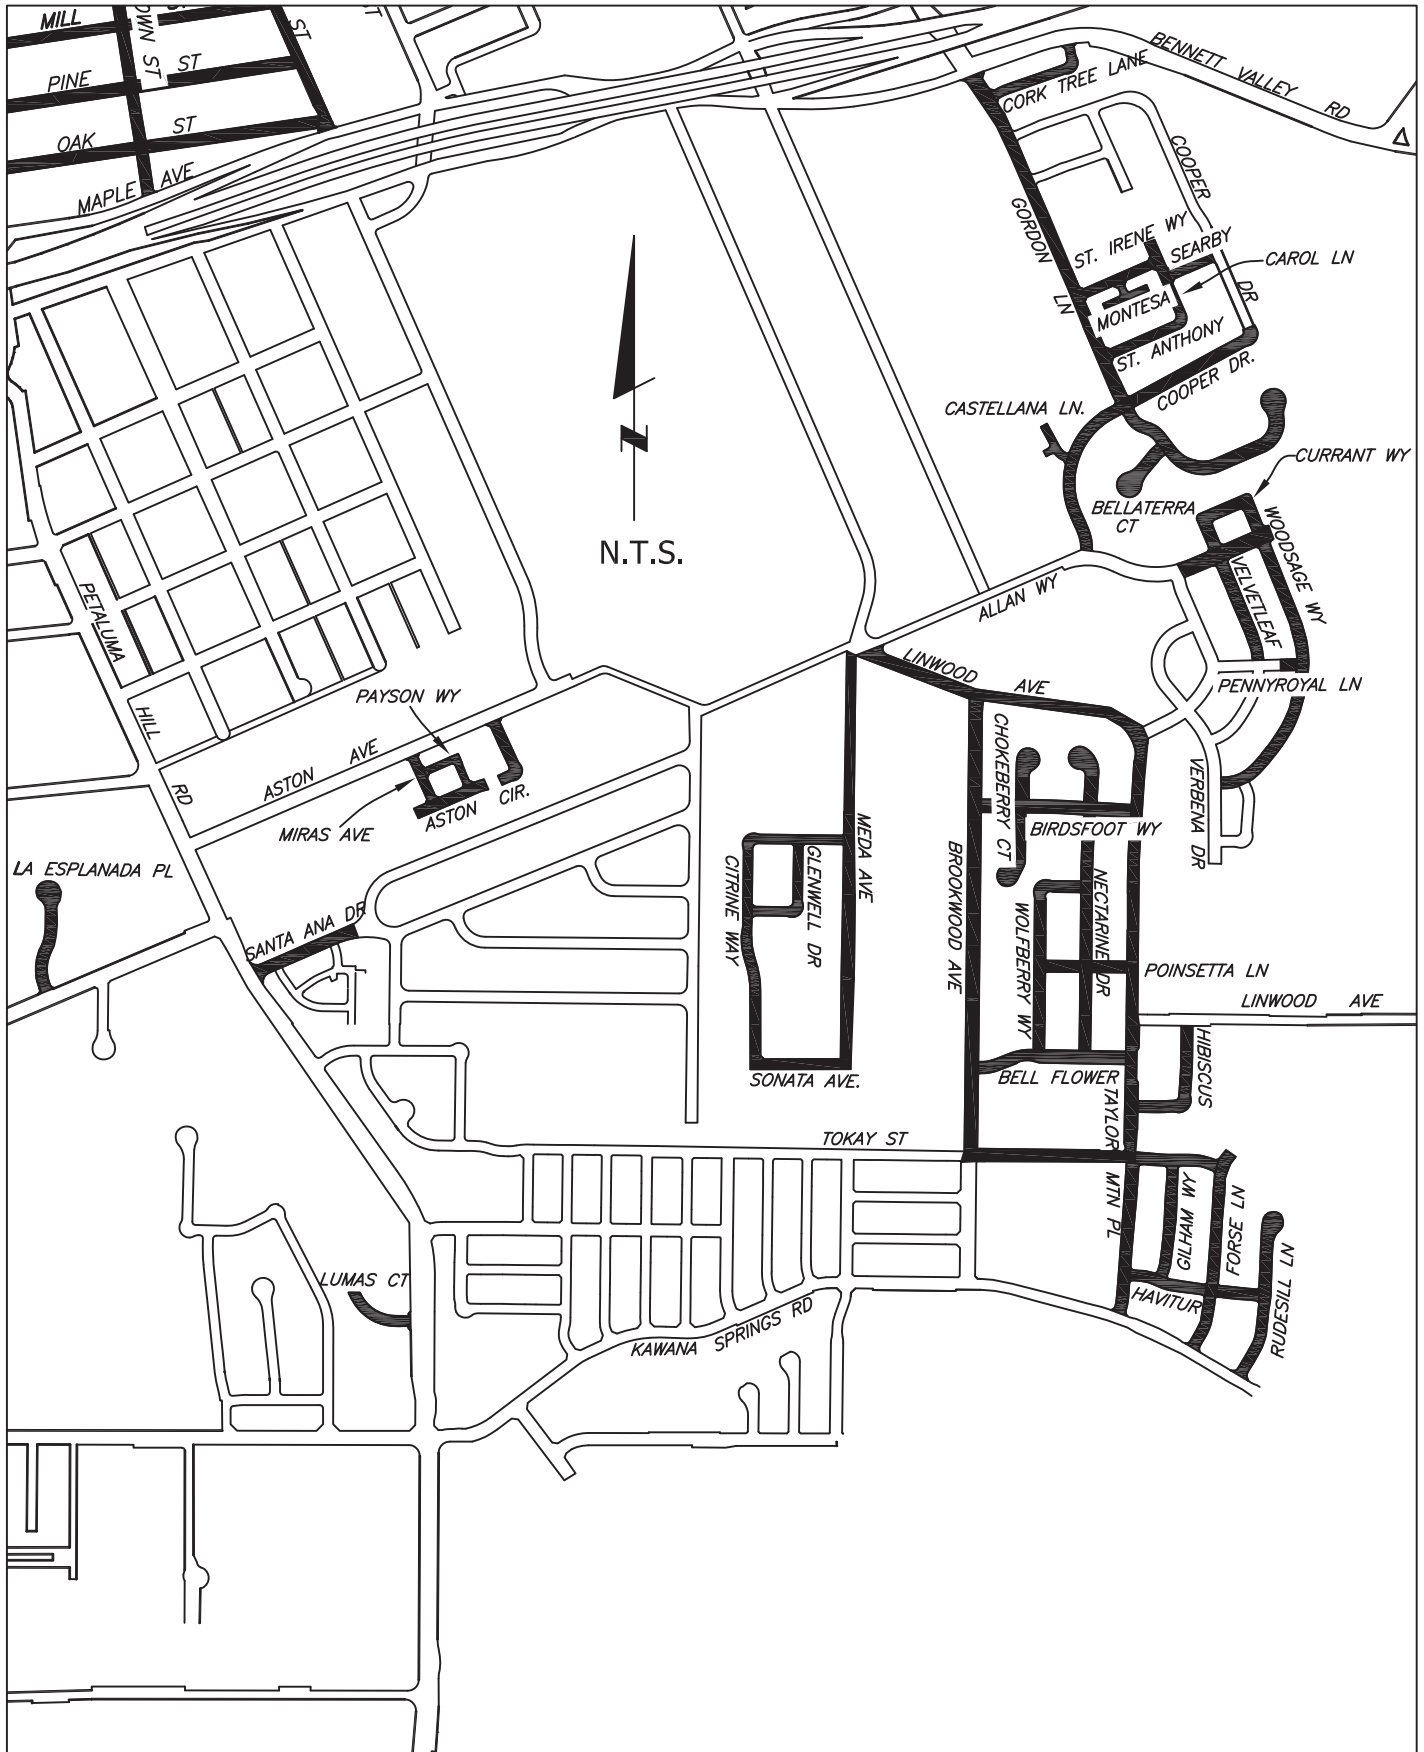 MILL
ST
PINE ST
OAK ST
MAPLE AVE
BENNETT VALLEY RD
CORK TREE LANE
COOPER DR
GORDON LN
ST. IRENE WY
SEARBY
CAROL LN
MONTESA
ST. ANTHONY
COOPER DR.
CASTELLANA LN.
CURRANT WY
BELLATERRA
CT
WOODSAGE WY
VELVETLEAF
N.T.S.
ALLAN WY
PETALUMA HILL RD
LINWOOD AVE
PENNYROYAL LN
PAYSON WY
ASTON AVE
MIRAS AVE
ASTON CIR.
CHOKEBERRY CT
VERBENA DR
BIRDSFOOT WY
MEDA AVE
BROOKWOOD AVE
GLENWELL DR
CITRINE WAY
LA ESPLANADA PL
NECTARINE DR
WOLFBERRY WY
SANTA ANA DR
POINSETTA LN
LINWOOD AVE
HIBISCUS
BELL FLOWER
SONATA AVE.
TAYLOR MTN PL
TOKAY ST
GILHAM WY
FORSE LN
RUDESILL LN
HAVITUR
LUMAS CT
KAWANA SPRINGS RD